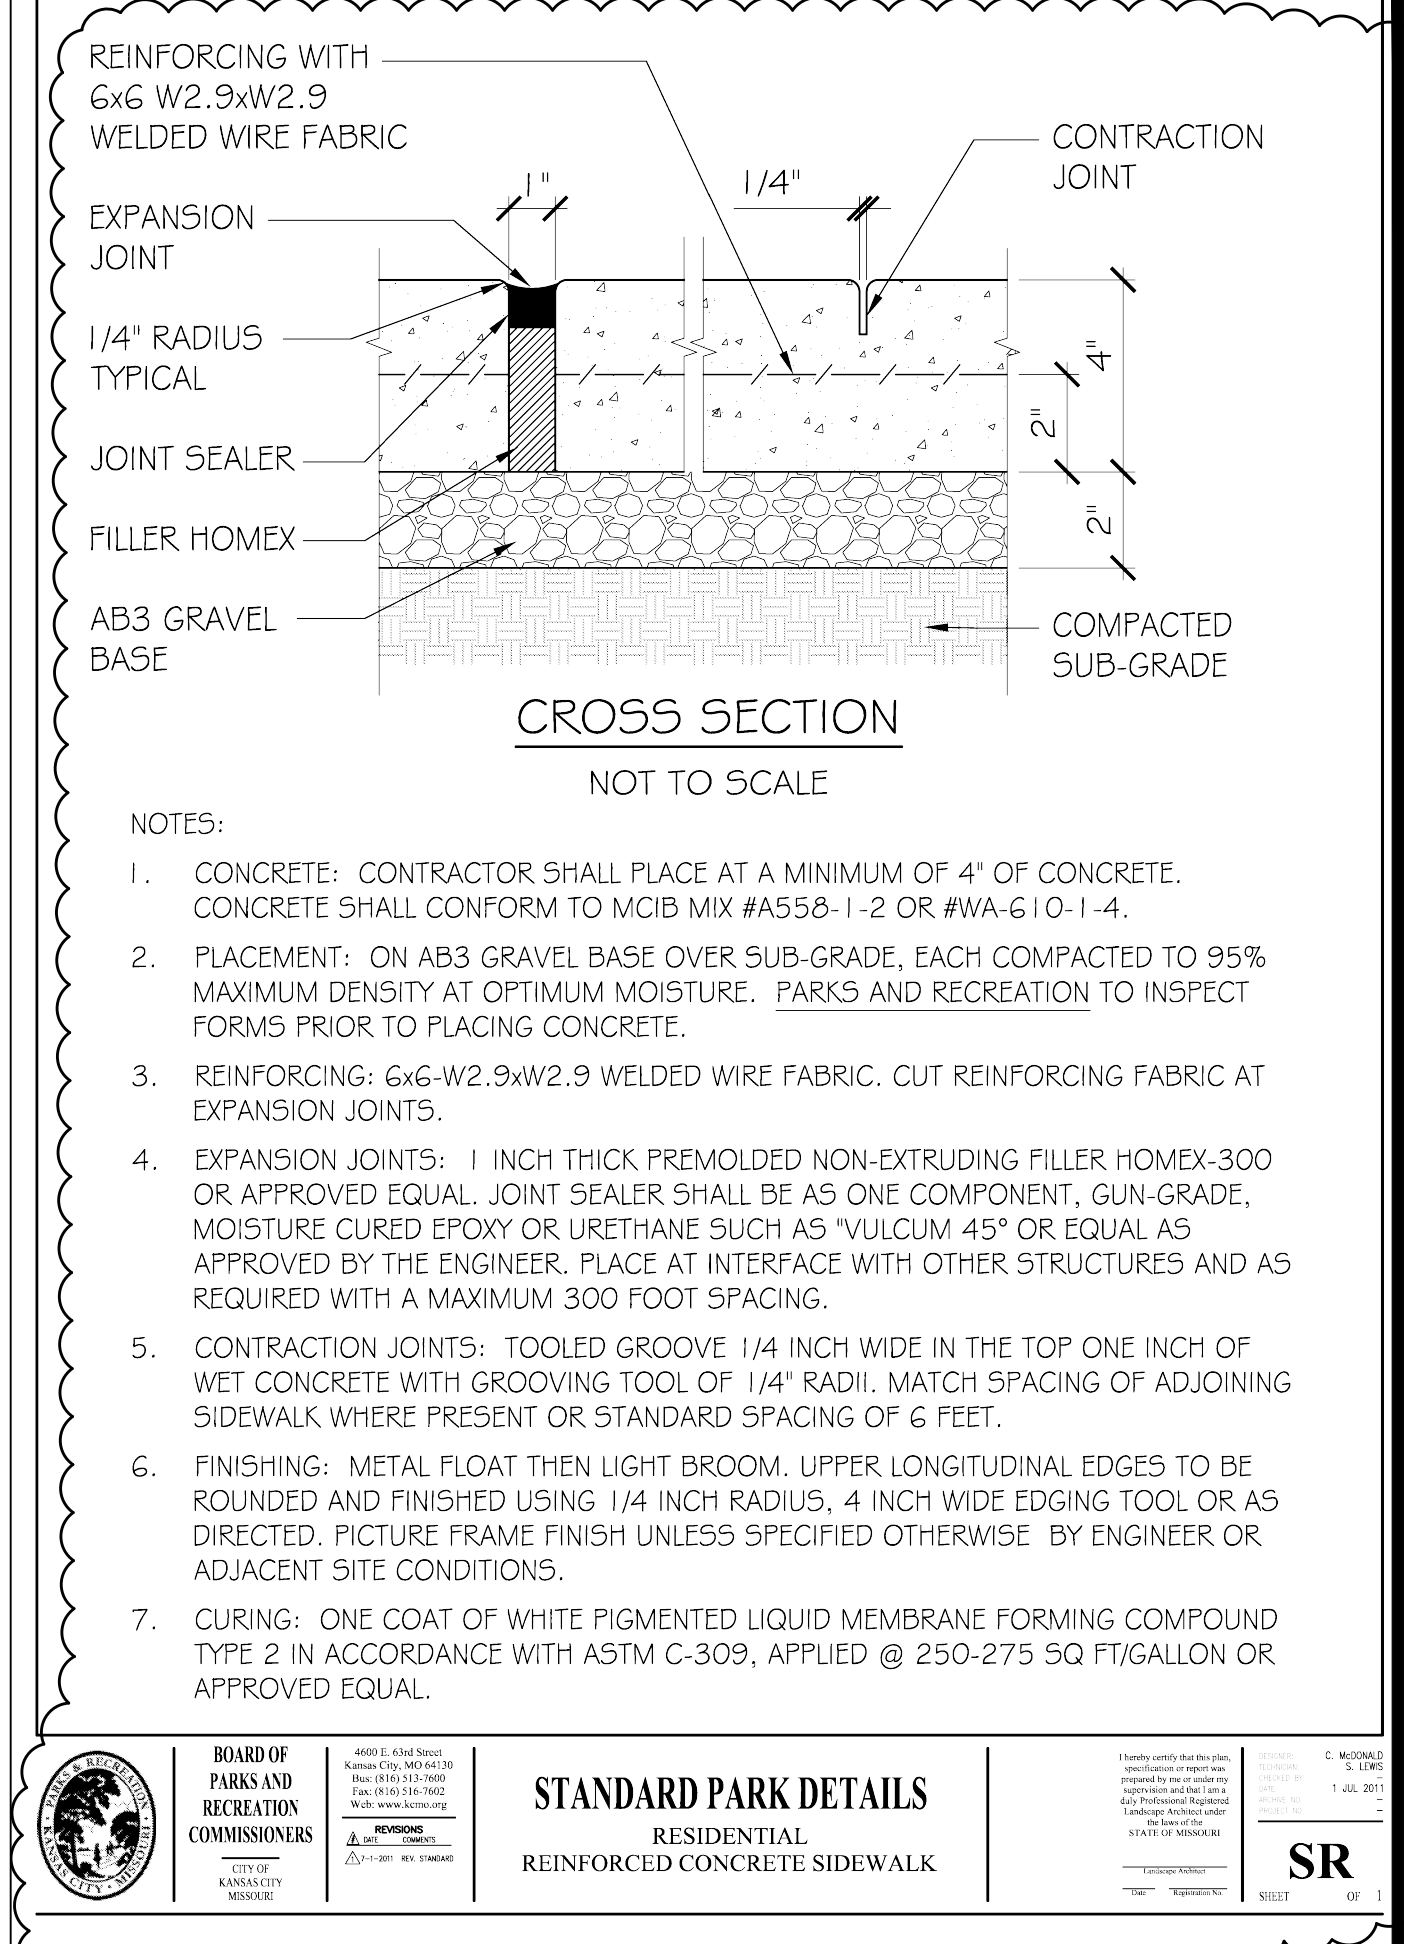 REINFORCING WITH
6x6 W2.9xW2.9
WELDED WIRE FABRIC
CONTRACTION
JOINT
1"
1/4"
EXPANSION
JOINT
1/4" RADIUS
TYPICAL
4"
2"
JOINT SEALER
2"
FILLER HOMEX
AB3 GRAVEL
BASE
COMPACTED
SUB-GRADE
CROSS SECTION
NOT TO SCALE
NOTES:
1. CONCRETE: CONTRACTOR SHALL PLACE AT A MINIMUM OF 4" OF CONCRETE.
CONCRETE SHALL CONFORM TO MCIB MIX #A558-1-2 OR #WA-610-1-4.
2. PLACEMENT: ON AB3 GRAVEL BASE OVER SUB-GRADE, EACH COMPACTED TO 95%
MAXIMUM DENSITY AT OPTIMUM MOISTURE. PARKS AND RECREATION TO INSPECT
FORMS PRIOR TO PLACING CONCRETE.
3. REINFORCING: 6x6-W2.9xW2.9 WELDED WIRE FABRIC. CUT REINFORCING FABRIC AT
EXPANSION JOINTS.
4. EXPANSION JOINTS: 1 INCH THICK PREMOLDED NON-EXTRUDING FILLER HOMEX-300
OR APPROVED EQUAL. JOINT SEALER SHALL BE AS ONE COMPONENT, GUN-GRADE,
MOISTURE CURED EPOXY OR URETHANE SUCH AS "VULCUM 45° OR EQUAL AS
APPROVED BY THE ENGINEER. PLACE AT INTERFACE WITH OTHER STRUCTURES AND AS
REQUIRED WITH A MAXIMUM 300 FOOT SPACING.
5. CONTRACTION JOINTS: TOOLED GROOVE 1/4 INCH WIDE IN THE TOP ONE INCH OF
WET CONCRETE WITH GROOVING TOOL OF 1/4" RADII. MATCH SPACING OF ADJOINING
SIDEWALK WHERE PRESENT OR STANDARD SPACING OF 6 FEET.
6. FINISHING: METAL FLOAT THEN LIGHT BROOM. UPPER LONGITUDINAL EDGES TO BE
ROUNDED AND FINISHED USING 1/4 INCH RADIUS, 4 INCH WIDE EDGING TOOL OR AS
DIRECTED. PICTURE FRAME FINISH UNLESS SPECIFIED OTHERWISE BY ENGINEER OR
ADJACENT SITE CONDITIONS.
7. CURING: ONE COAT OF WHITE PIGMENTED LIQUID MEMBRANE FORMING COMPOUND
TYPE 2 IN ACCORDANCE WITH ASTM C-309, APPLIED @ 250-275 SQ FT/GALLON OR
APPROVED EQUAL.
PARKS & RECREATION
KANSAS CITY, MISSOURI
BOARD OF
PARKS AND
RECREATION
COMMISSIONERS
CITY OF
KANSAS CITY
MISSOURI
4600 E. 63rd Street
Kansas City, MO 64130
Bus: (816) 513-7600
Fax: (816) 516-7602
Web: www.kcmo.org
REVISIONS
DATE COMMENTS
7-1-2011 REV. STANDARD
STANDARD PARK DETAILS
RESIDENTIAL
REINFORCED CONCRETE SIDEWALK
I hereby certify that this plan,
specification or report was
prepared by me or under my
supervision and that I am a
duly Professional Registered
Landscape Architect under
the laws of the
STATE OF MISSOURI
Landscape Architect
Date Registration No.
DESIGNER: C. McDONALD
TECHNICIAN: S. LEWIS
CHECKED BY: –
DATE: 1 JUL 2011
ARCHIVE NO. –
PROJECT NO. –
SR
SHEET OF 1